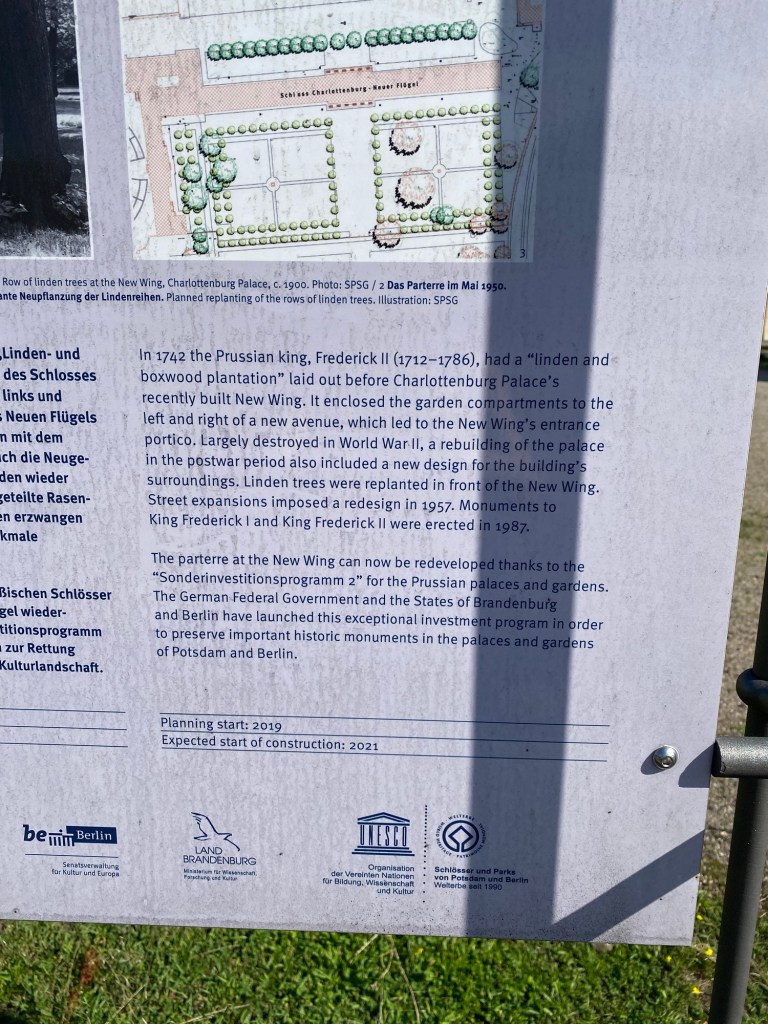 Schloss Charlottenburg - Neuer Flügel
3
Row of linden trees at the New Wing, Charlottenburg Palace, c. 1900. Photo: SPSG / 2 Das Parterre im Mai 1950.
ante Neupflanzung der Lindenreihen. Planned replanting of the rows of linden trees. Illustration: SPSG
„Linden- und
des Schlosses
links und
s Neuen Flügels
n mit dem
ch die Neuge-
den wieder
geteilte Rasen-
en erzwangen
kmale
ßischen Schlösser
gel wieder-
titionsprogramm
zur Rettung
Kulturlandschaft.
In 1742 the Prussian king, Frederick II (1712–1786), had a “linden and
boxwood plantation” laid out before Charlottenburg Palace’s
recently built New Wing. It enclosed the garden compartments to the
left and right of a new avenue, which led to the New Wing’s entrance
portico. Largely destroyed in World War II, a rebuilding of the palace
in the postwar period also included a new design for the building’s
surroundings. Linden trees were replanted in front of the New Wing.
Street expansions imposed a redesign in 1957. Monuments to
King Frederick I and King Frederick II were erected in 1987.
The parterre at the New Wing can now be redeveloped thanks to the
“Sonderinvestitionsprogramm 2” for the Prussian palaces and gardens.
The German Federal Government and the States of Brandenburg
and Berlin have launched this exceptional investment program in order
to preserve important historic monuments in the palaces and gardens
of Potsdam and Berlin.
Planning start: 2019
Expected start of construction: 2021
be Berlin
Senatsverwaltung
für Kultur und Europa
LAND
BRANDENBURG
Ministerium für Wissenschaft,
Forschung und Kultur
UNESCO
Organisation
der Vereinten Nationen
für Bildung, Wissenschaft
und Kultur
Schlösser und Parks
von Potsdam und Berlin
Welterbe seit 1990